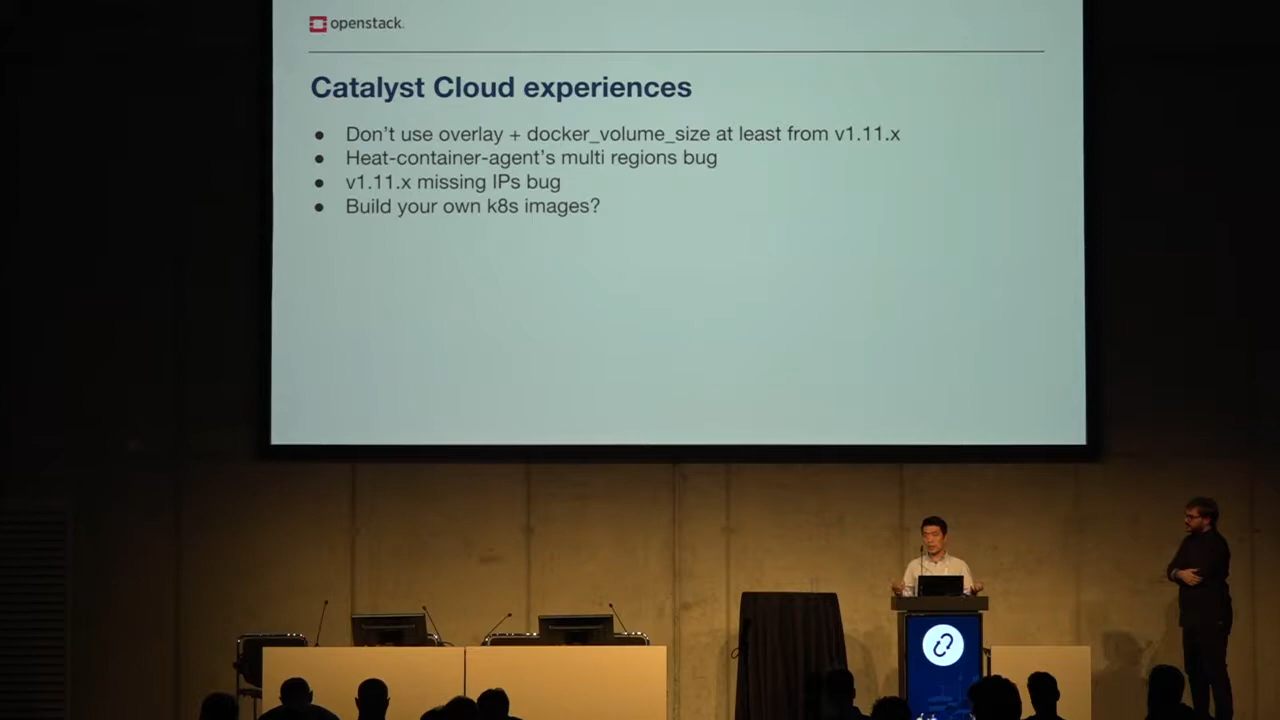 openstack.
Catalyst Cloud experiences
● Don't use overlay + docker_volume_size at least from v1.11.x
● Heat-container-agent's multi regions bug
● v1.11.x missing IPs bug
● Build your own k8s images?